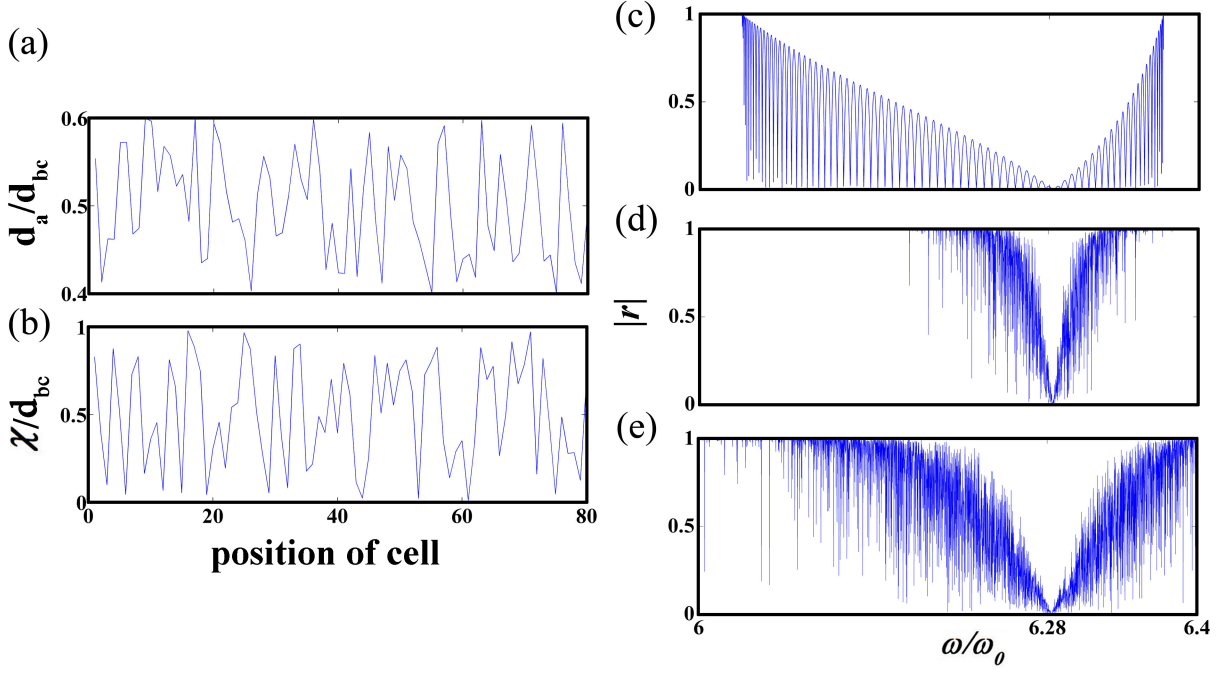 (a)
0.6
0.5
0.4
d_a/d_bc
(b)
1
0.5
0
χ/d_bc
0 20 40 60 80
position of cell
(c)
1
0.5
0
(d)
1
0.5
0
|r|
(e)
1
0.5
0
6 6.28 6.4
ω/ω_0